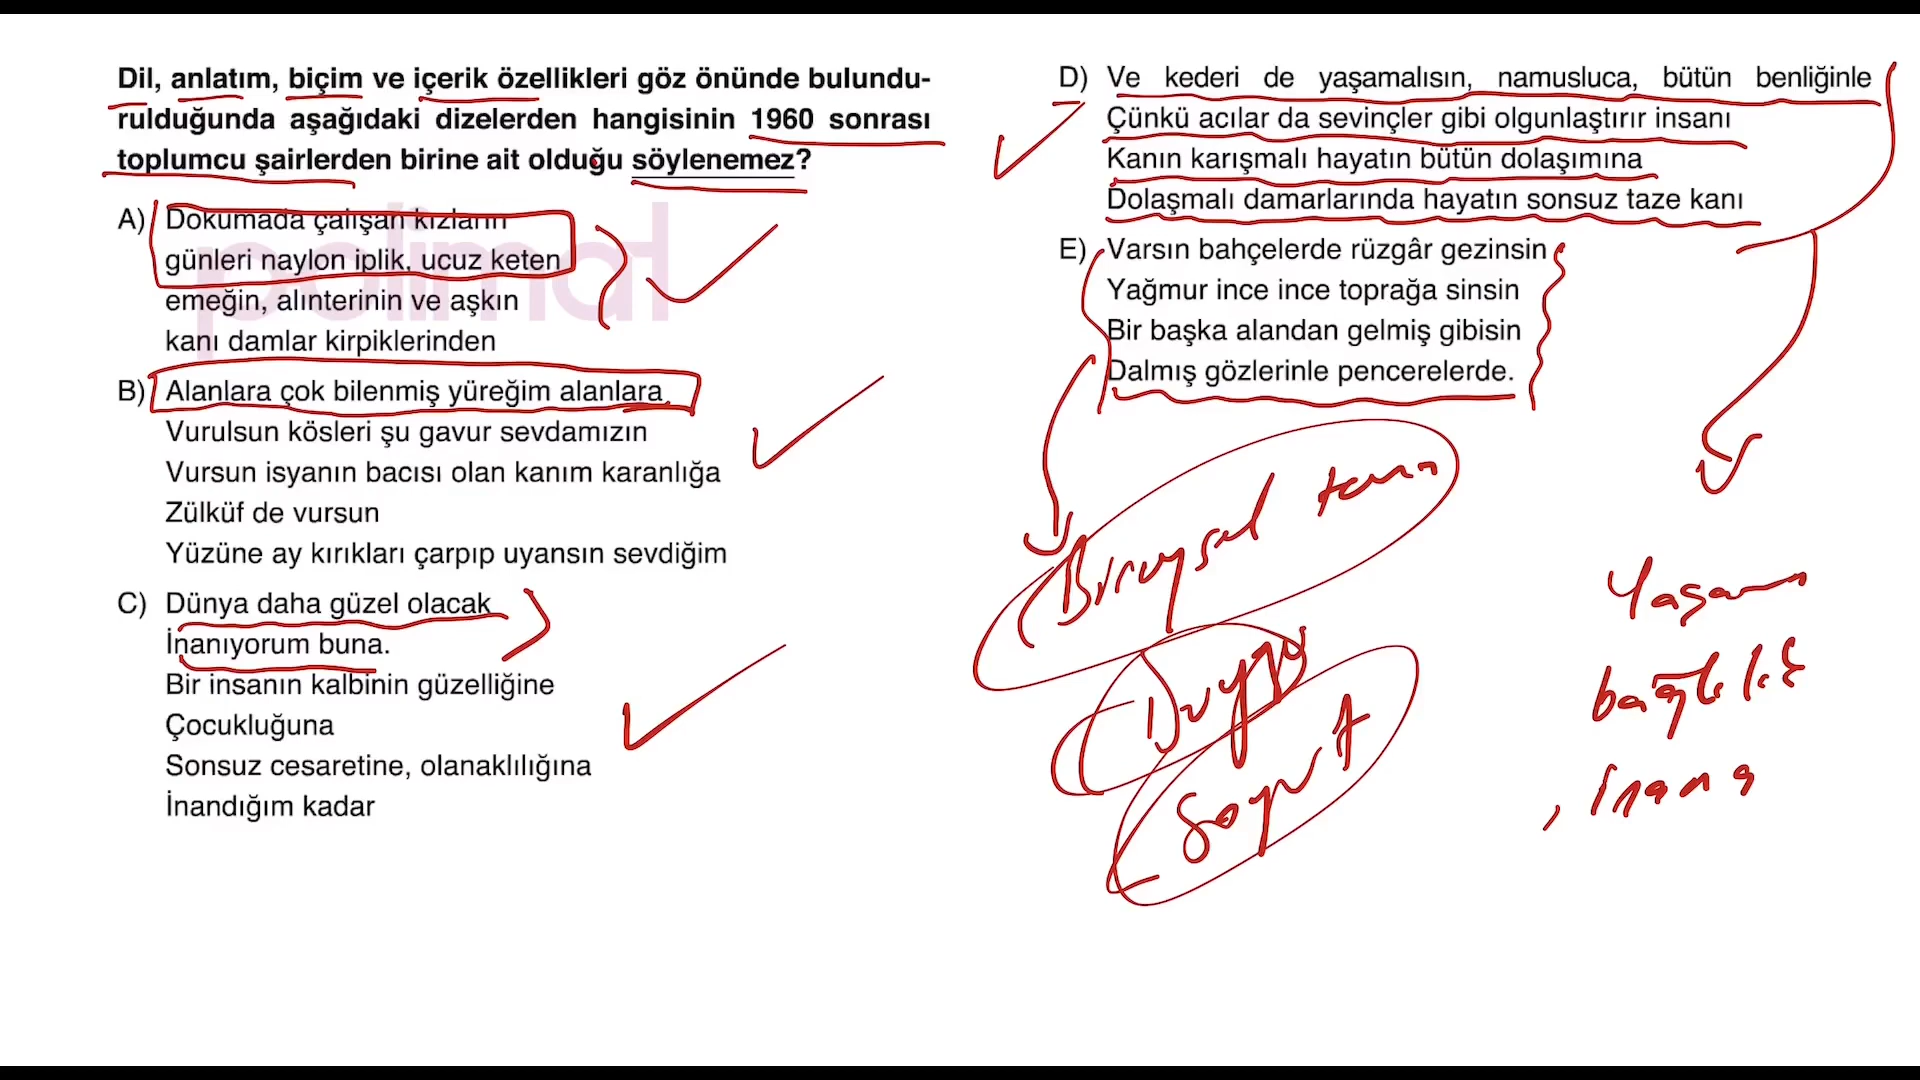 Dil, anlatım, biçim ve içerik özellikleri göz önünde bulundu-
rulduğunda aşağıdaki dizelerden hangisinin 1960 sonrası
toplumcu şairlerden birine ait olduğu söylenemez?
A) Dokumada çalışan kızların
günleri naylon iplik, ucuz keten
emeğin, alınterinin ve aşkın
kanı damlar kirpiklerinden
B) Alanlara çok bilenmiş yüreğim alanlara
Vurulsun kösleri şu gavur sevdamızın
Vursun isyanın bacısı olan kanım karanlığa
Zülküf de vursun
Yüzüne ay kırıkları çarpıp uyansın sevdiğim
C) Dünya daha güzel olacak
İnanıyorum buna.
Bir insanın kalbinin güzelliğine
Çocukluğuna
Sonsuz cesaretine, olanaklılığına
İnandığım kadar
D) Ve kederi de yaşamalısın, namusluca, bütün benliğinle
Çünkü acılar da sevinçler gibi olgunlaştırır insanı
Kanın karışmalı hayatın bütün dolaşımına
Dolaşmalı damarlarında hayatın sonsuz taze kanı
E) Varsın bahçelerde rüzgâr gezinsin
Yağmur ince ince toprağa sinsin
Bir başka alandan gelmiş gibisin
Dalmış gözlerinle pencerelerde.
Bireysel tema
Duygu
Soyut
Yaşama
bağlılık
, inanç
polimat